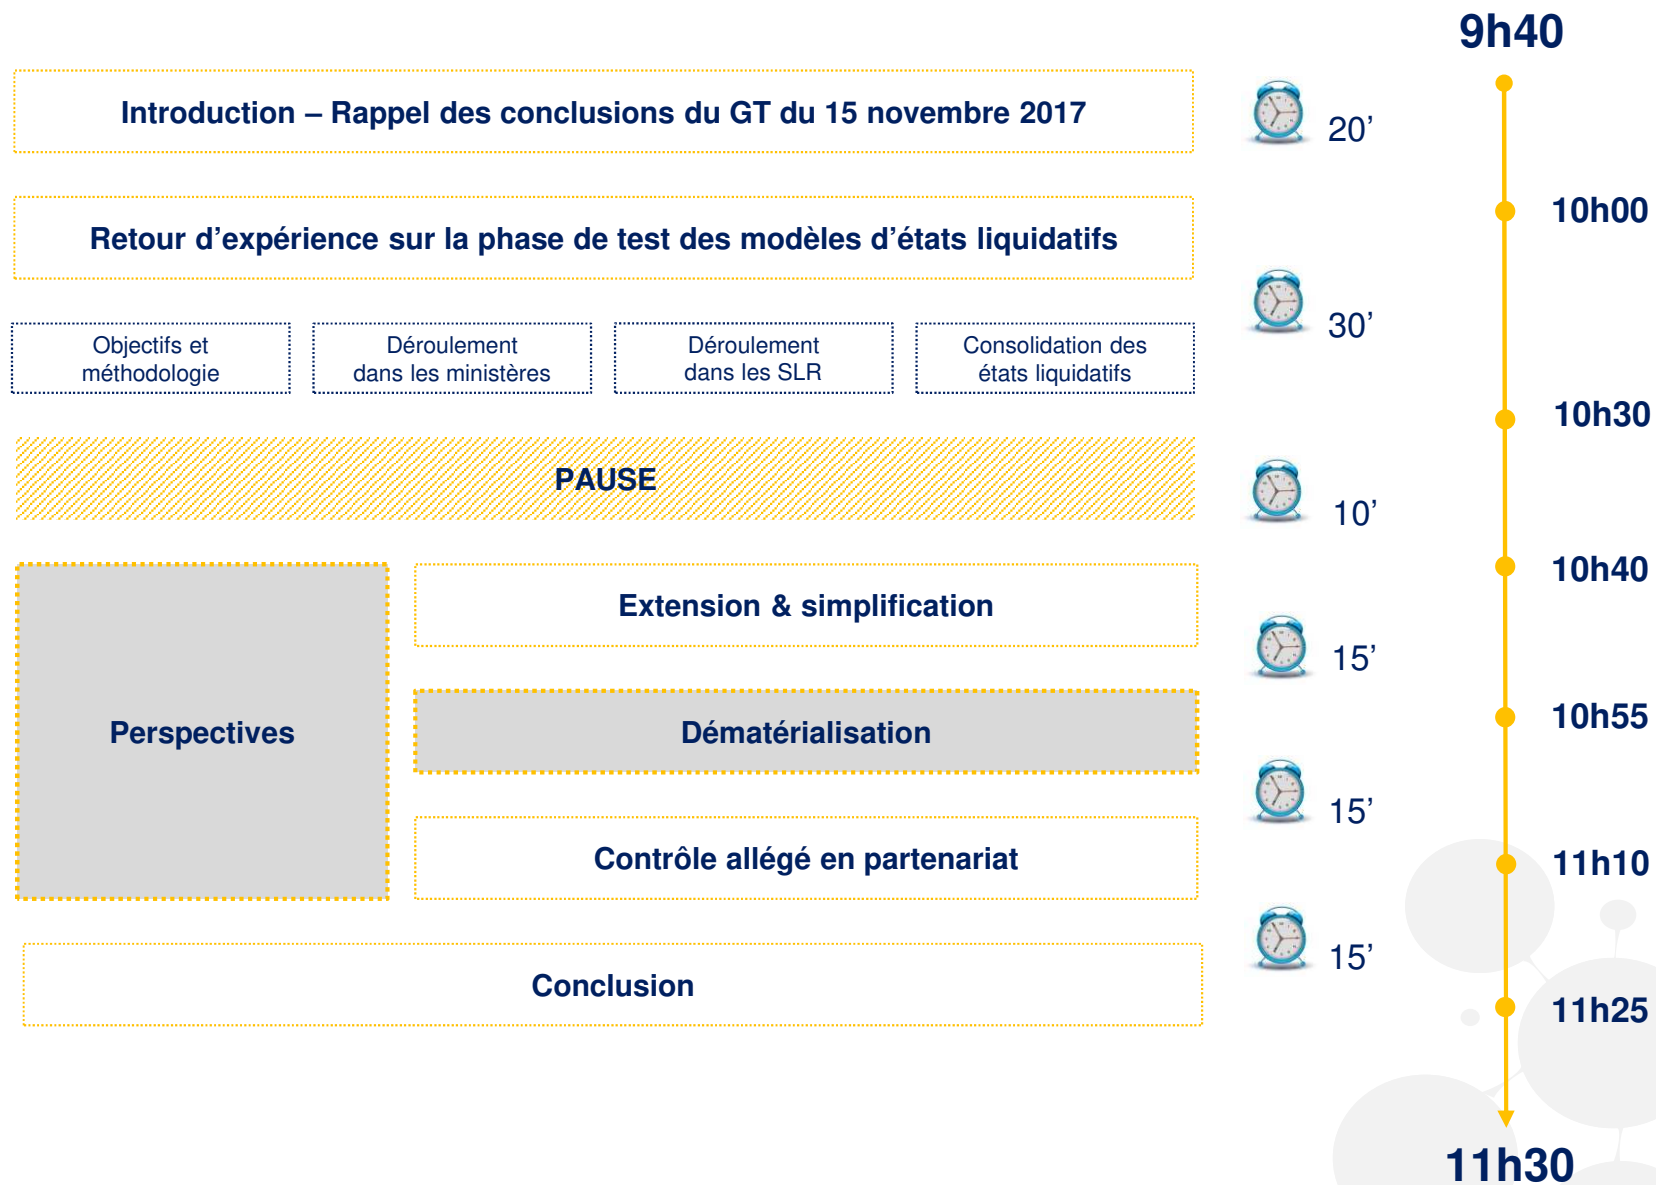 9h40
Introduction – Rappel des conclusions du GT du 15 novembre 2017
20’
10h00
Retour d’expérience sur la phase de test des modèles d’états liquidatifs
30’
Objectifs et
méthodologie
Déroulement
dans les ministères
Déroulement
dans les SLR
Consolidation des
états liquidatifs
10h30
PAUSE
10’
10h40
Perspectives
Extension & simplification
15’
10h55
Dématérialisation
15’
Contrôle allégé en partenariat
11h10
15’
Conclusion
11h25
11h30